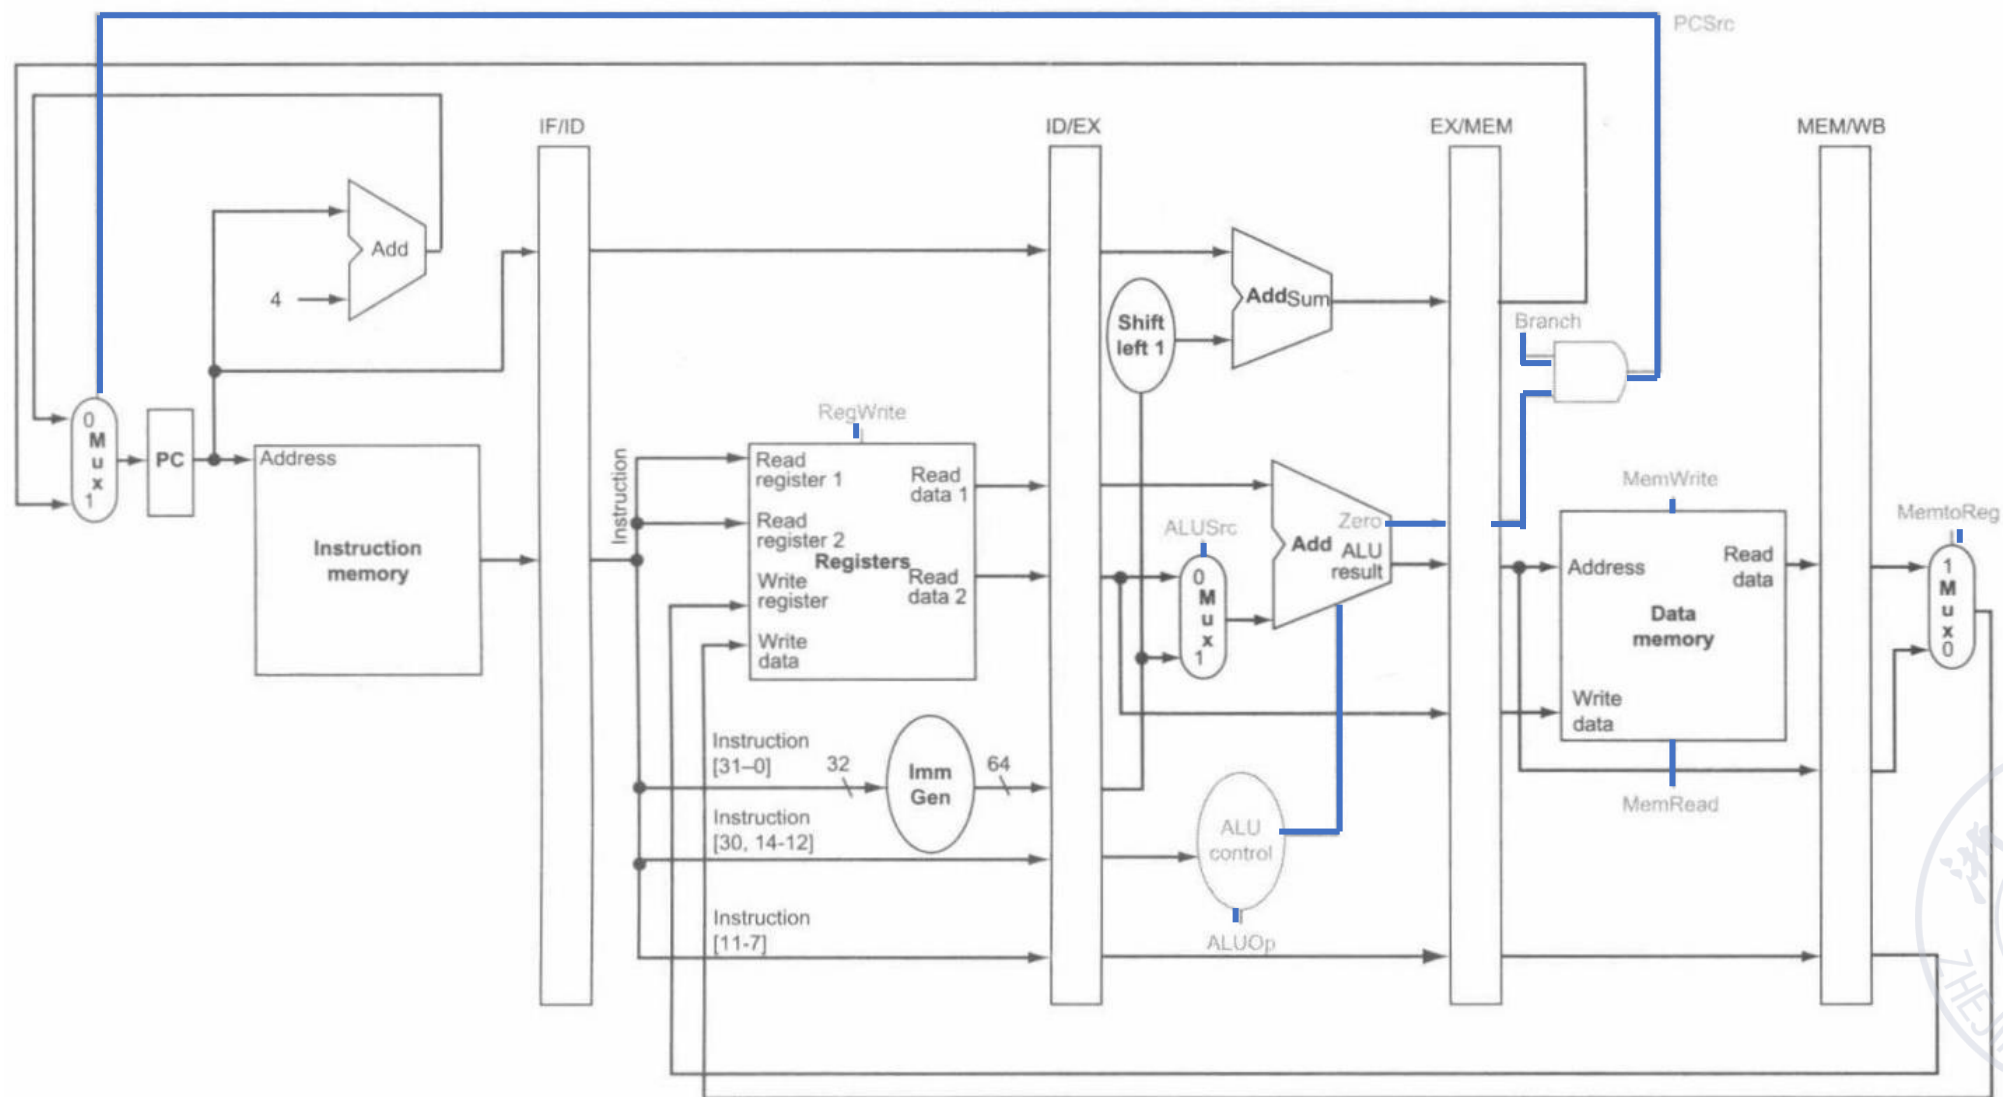 PCSrc
IF/ID
ID/EX
EX/MEM
MEM/WB
Add
4
Shift
left 1
Add Sum
Branch
0
M
u
x
1
PC
Address
Instruction
memory
Instruction
RegWrite
Read
register 1
Read
data 1
Read
register 2
Registers
Write
register
Read
data 2
Write
data
ALUSrc
0
M
u
x
1
Zero
Add
ALU
result
MemWrite
Address
Read
data
Data
memory
Write
data
MemRead
MemtoReg
1
M
u
x
0
Instruction
[31–0]
32
Imm
Gen
64
Instruction
[30, 14-12]
ALU
control
ALUOp
Instruction
[11-7]